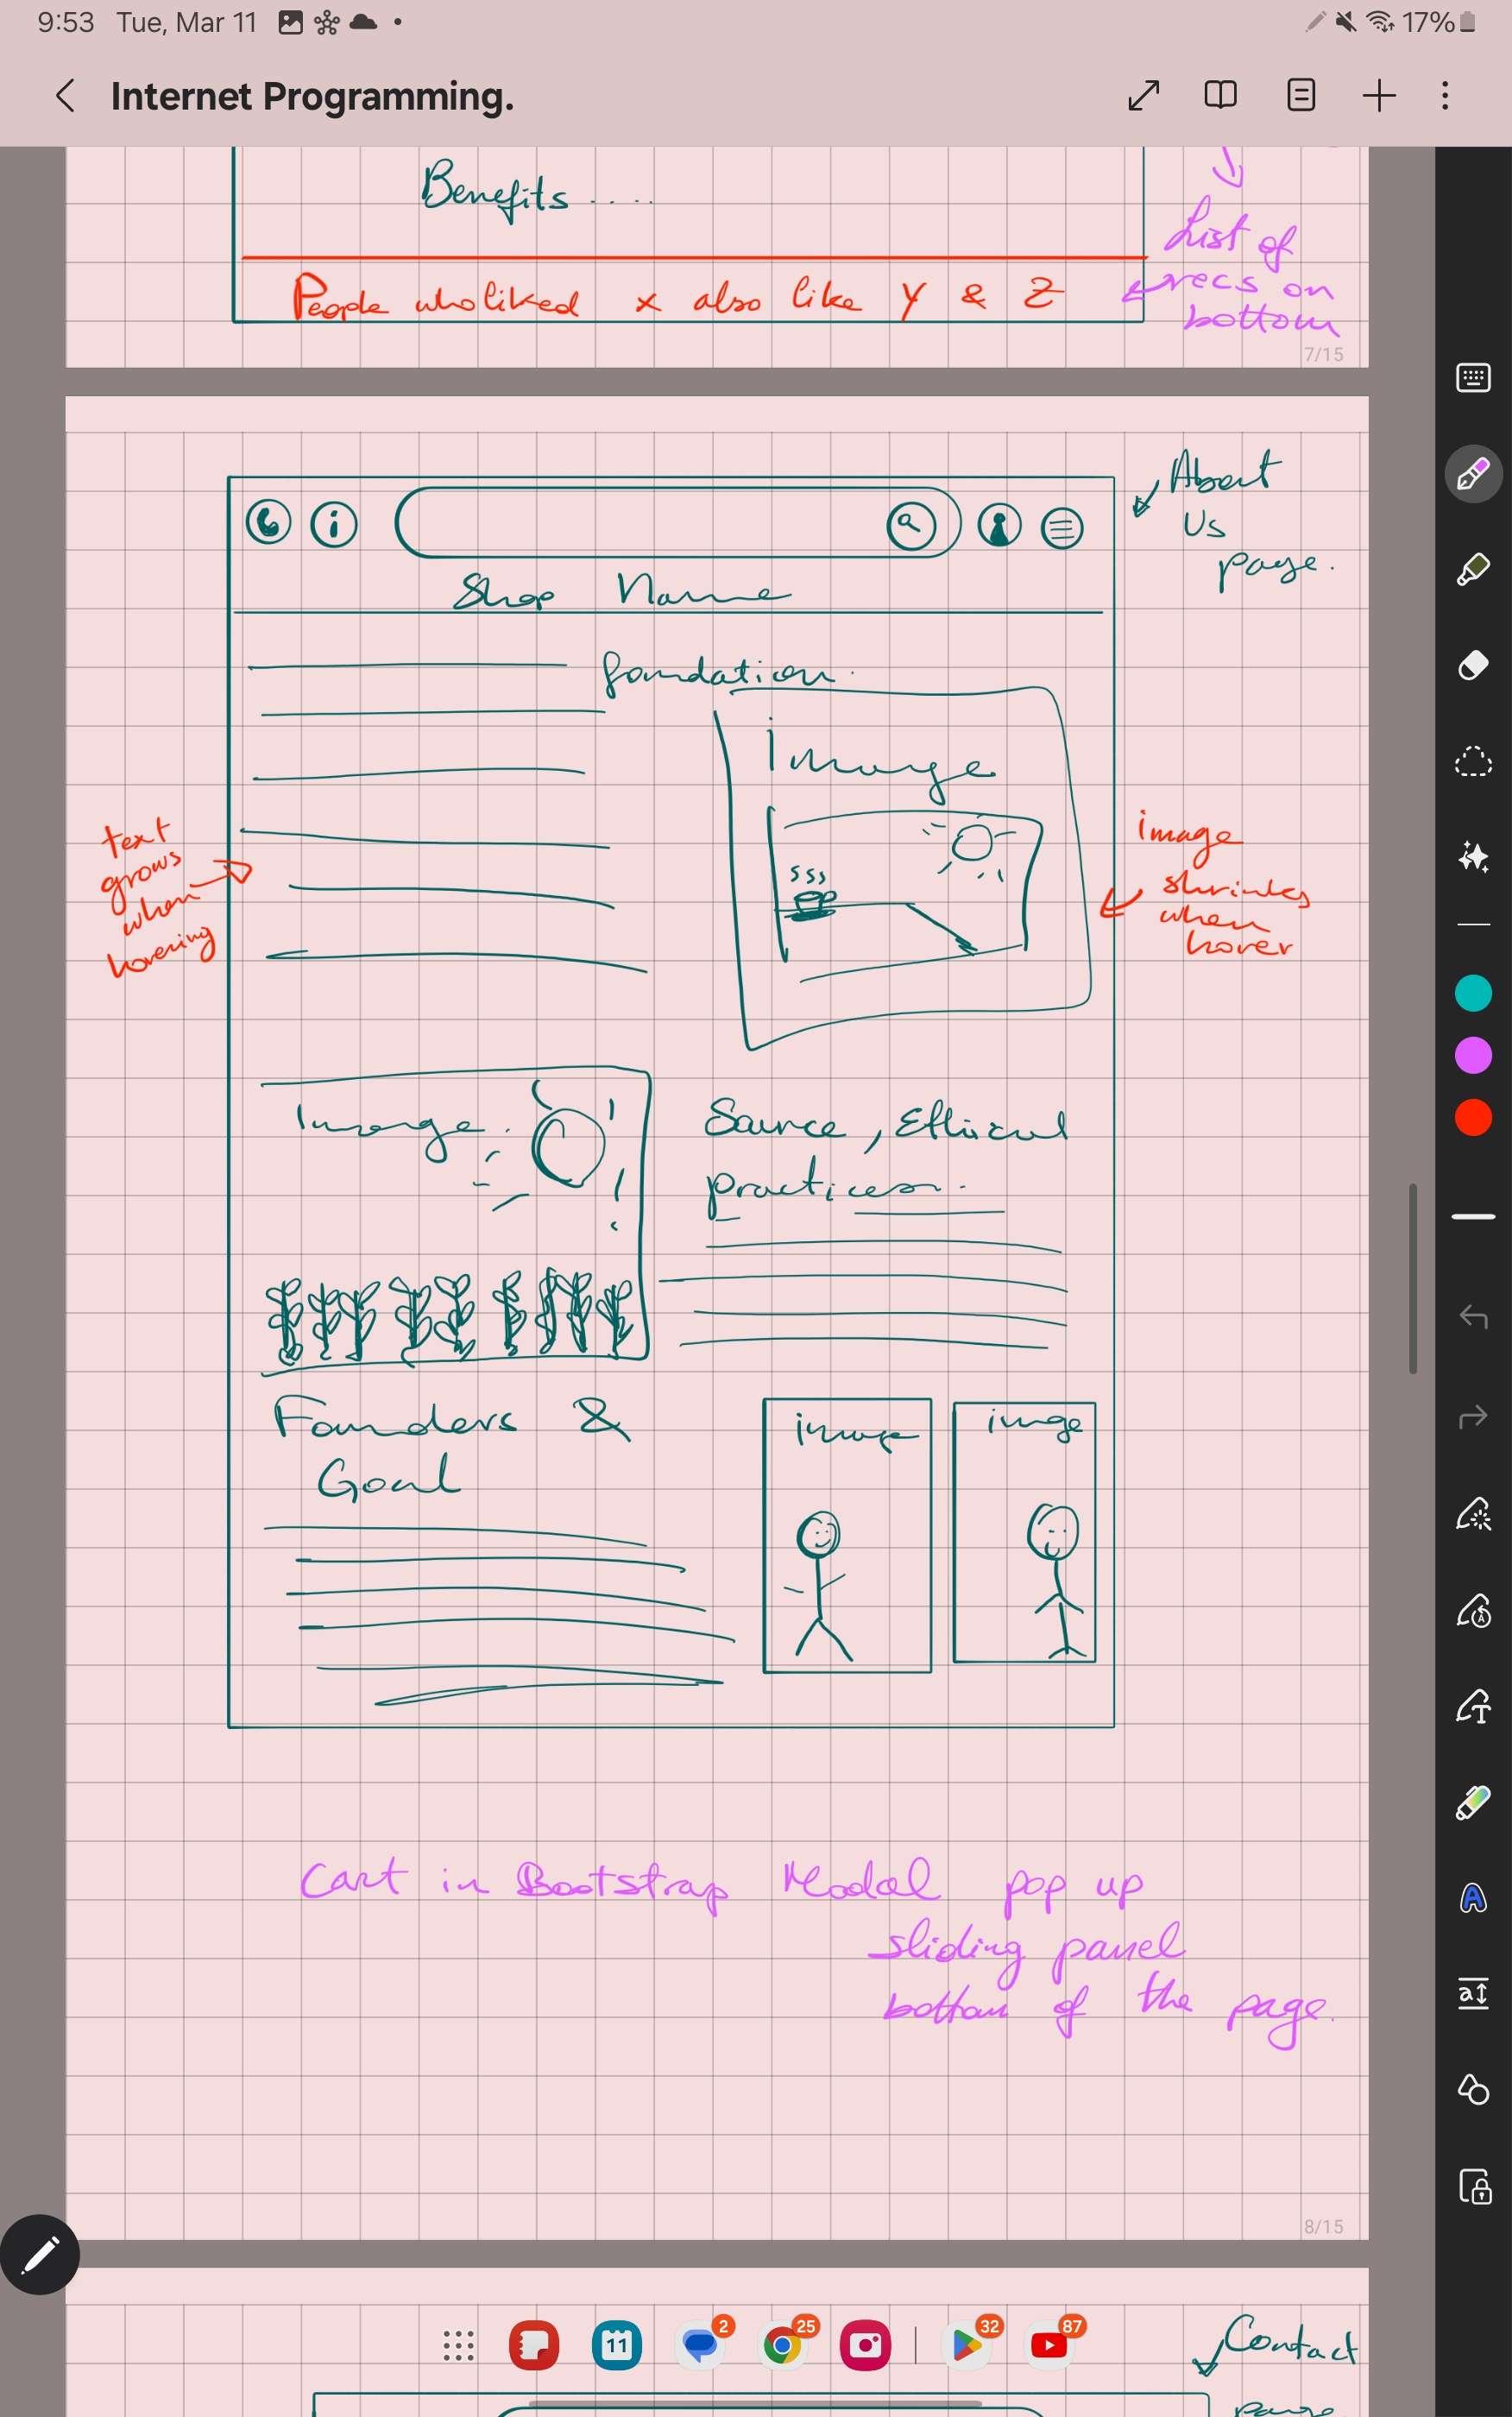 9:53 Tue, Mar 11
17%
Internet Programming.
Benefits ....
People who liked x also like Y & Z
List of
recs on
bottom
7/15
About
Us
page.
Shop Name
foundation.
Image
text
grows
when
hovering
image
shrinks
when
hover
Image.
Source, Ethical
practices.
Founders &
Goal
image
image
Cart in Bootstrap Modal pop up
sliding panel
bottom of the page.
8/15
11
2
25
32
87
Contact